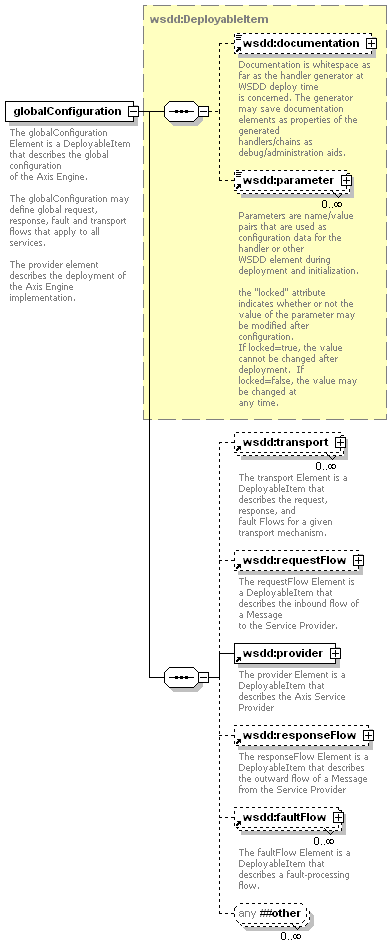 wsdd:DeployableItem
wsdd:documentation
Documentation is whitespace as
far as the handler generator at
WSDD deploy time
is concerned. The generator
may save documentation
elements as properties of the
generated
handlers/chains as
debug/administration aids.
globalConfiguration
The globalConfiguration
Element is a DeployableItem
that describes the global
configuration
of the Axis Engine.
The globalConfiguration may
define global request,
response, fault and transport
flows that apply to all
services.
The provider element
describes the deployment of
the Axis Engine
implementation.
wsdd:parameter
0..∞
Parameters are name/value
pairs that are used as
configuration data for the
handler or other
WSDD element during
deployment and initialization.
the "locked" attribute
indicates whether or not the
value of the parameter may
be modified after
configuration.
If locked=true, the value
cannot be changed after
deployment. If
locked=false, the value may
be changed at
any time.
wsdd:transport
0..∞
The transport Element is a
DeployableItem that
describes the request,
response, and
fault Flows for a given
transport mechanism.
wsdd:requestFlow
The requestFlow Element is
a DeployableItem that
describes the inbound flow of
a Message
to the Service Provider.
wsdd:provider
The provider Element is a
DeployableItem that
describes the Axis Service
Provider
wsdd:responseFlow
The responseFlow Element is a
DeployableItem that describes
the outward flow of a Message
from the Service Provider
wsdd:faultFlow
0..∞
The faultFlow Element is a
DeployableItem that
describes a fault-processing
flow.
any ##other
0..∞